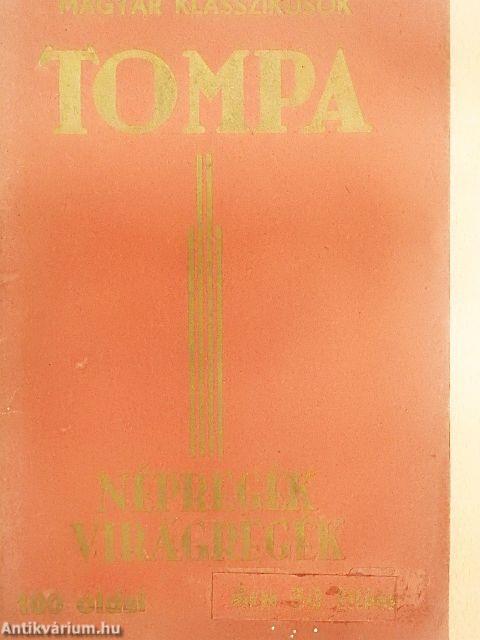 MAGYAR KLASSZIKUSOK
TOMPA
NÉPREGÉK
VIRÁGREGÉK
100 oldal
Antikvárium.hu